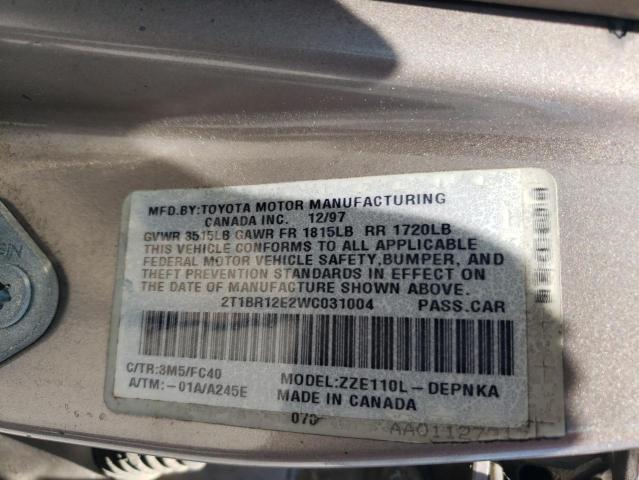 MFD.BY:TOYOTA MOTOR MANUFACTURING
CANADA INC. 12/97
GVWR 3515LB GAWR FR 1815LB RR 1720LB
THIS VEHICLE CONFORMS TO ALL APPLICABLE
FEDERAL MOTOR VEHICLE SAFETY,BUMPER, AND
THEFT PREVENTION STANDARDS IN EFFECT ON
THE DATE OF MANUFACTURE SHOWN ABOVE.
2T1BR12E2WC031004 PASS.CAR
C/TR:3M5/FC40 MODEL:ZZE110L-DEPNKA
A/TM:-01A/A245E MADE IN CANADA